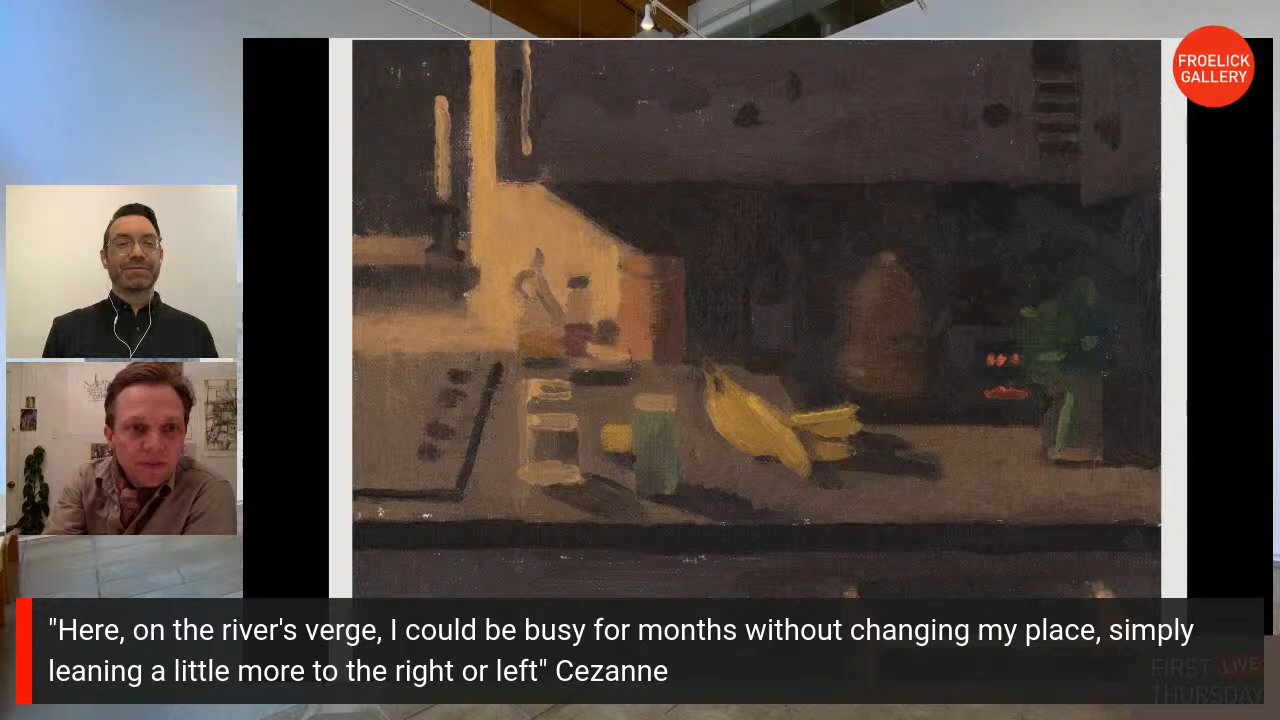 FROELICK
GALLERY
"Here, on the river's verge, I could be busy for months without changing my place, simply
leaning a little more to the right or left" Cezanne
FIRST LIVE
THURSDAY